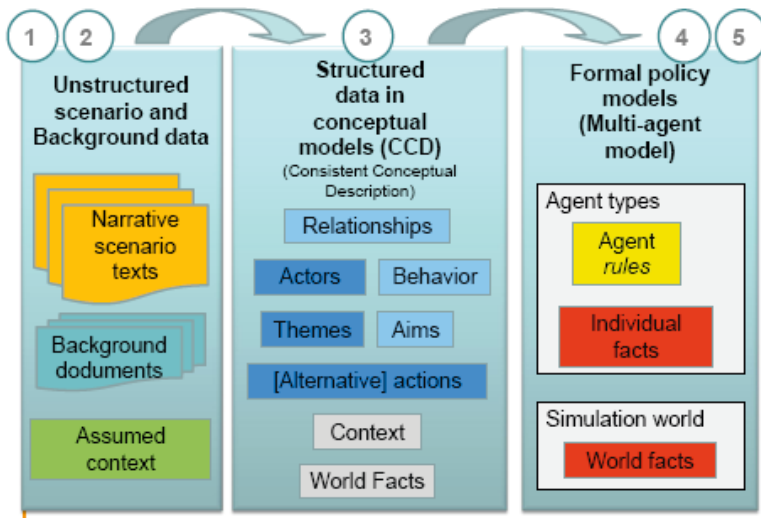 1
2
3
4
5
Unstructured
scenario and
Background data
Narrative
scenario
texts
Background
doduments
Assumed
context
Structured
data in
conceptual
models (CCD)
(Consistent Conceptual
Description)
Relationships
Actors
Behavior
Themes
Aims
[Alternative] actions
Context
World Facts
Formal policy
models
(Multi-agent
model)
Agent types
Agent
rules
Individual
facts
Simulation world
World facts